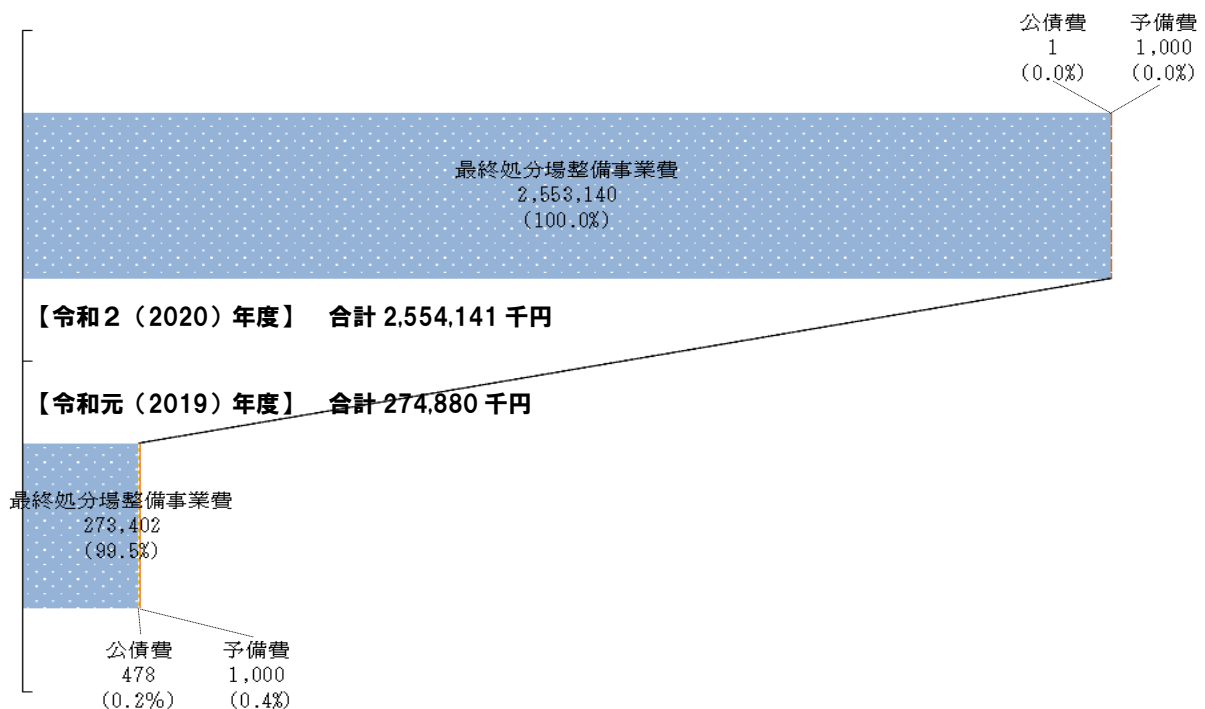 公債費
1
(0.0%)
予備費
1,000
(0.0%)
最終処分場整備事業費
2,553,140
(100.0%)
【令和２（2020）年度】　合計 2,554,141 千円
【令和元（2019）年度】　合計 274,880 千円
最終処分場整備事業費
273,402
(99.5%)
公債費
478
(0.2%)
予備費
1,000
(0.4%)